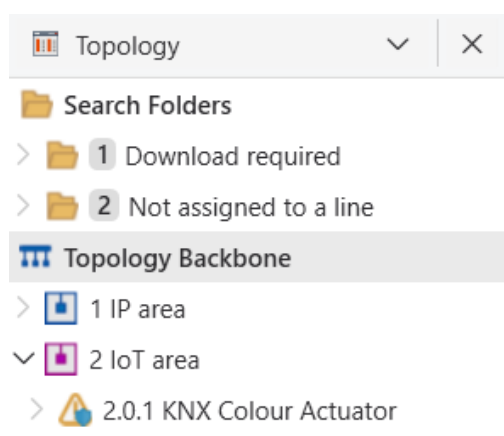 Topology
Search Folders
1 Download required
2 Not assigned to a line
Topology Backbone
1 IP area
2 IoT area
2.0.1 KNX Colour Actuator